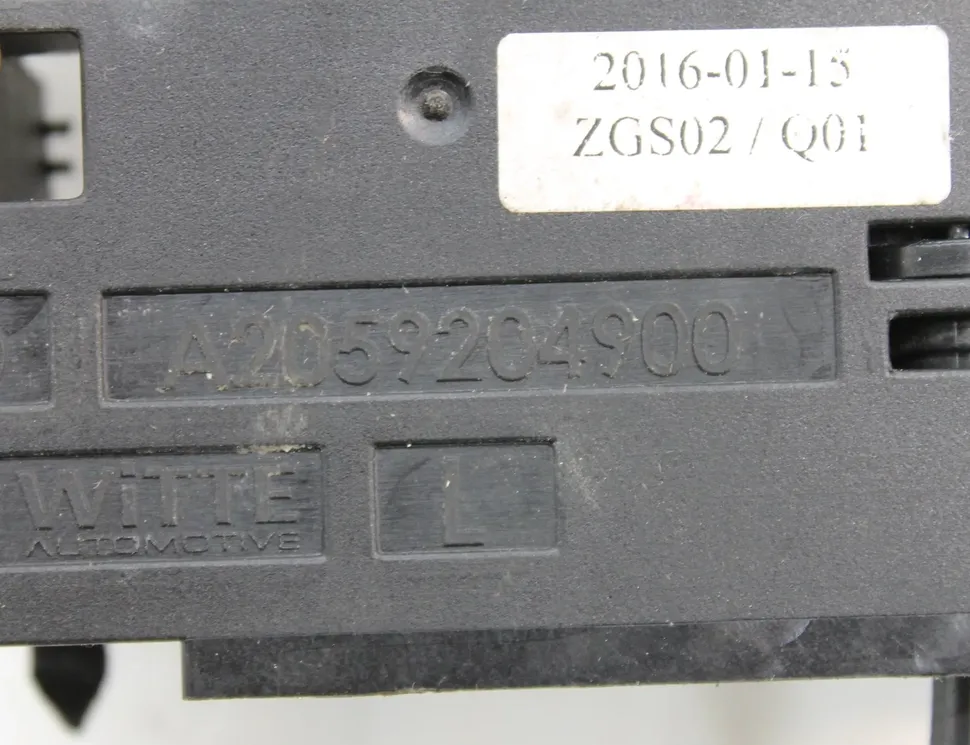 2016-01-15
ZGS02 / Q01
A2059204900
WiTTE
AUTOMOTIVE
L